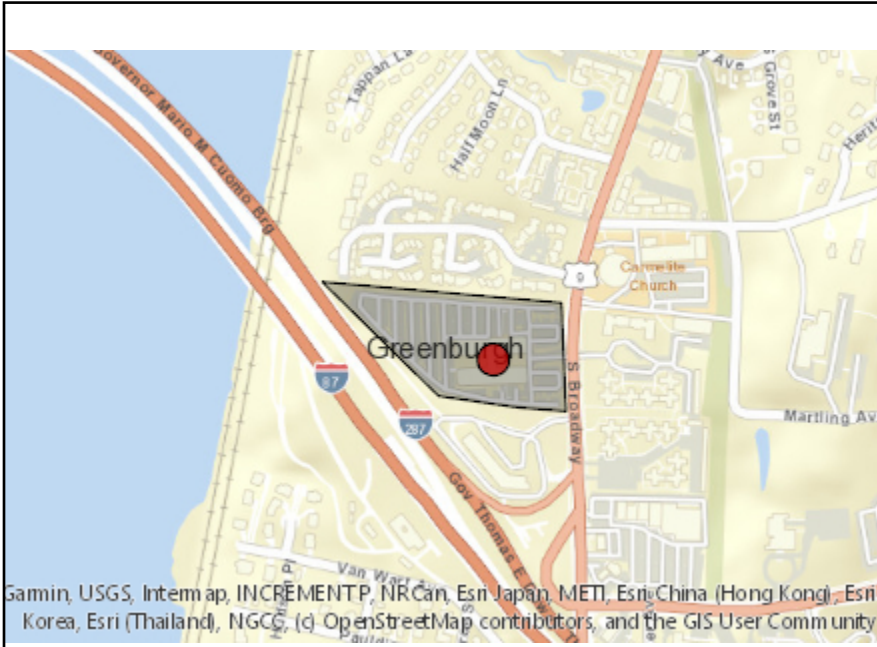 Governor Mario M Cuomo Brg
Tappan La
Half Moon Ln
y Ave
S Grove St
Herita
9
Carmelite
Church
Greenburgh
87
287
S Broadway
Martling Av
Gov Thomas E
Van Wart
Garmin, USGS, Intermap, INCREMENT P, NRCan, Esri Japan, METI, Esri China (Hong Kong), Esri
Korea, Esri (Thailand), NGCC, (c) OpenStreetMap contributors, and the GIS User Community